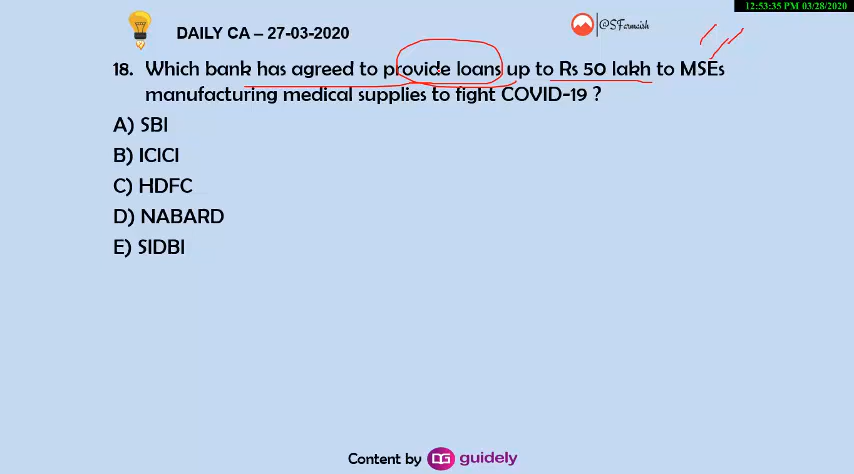 12:53:35 PM 03/28/2020
DAILY CA – 27-03-2020
@SFarmaish
18. Which bank has agreed to provide loans up to Rs 50 lakh to MSEs
manufacturing medical supplies to fight COVID-19 ?
A) SBI
B) ICICI
C) HDFC
D) NABARD
E) SIDBI
Content by guidely